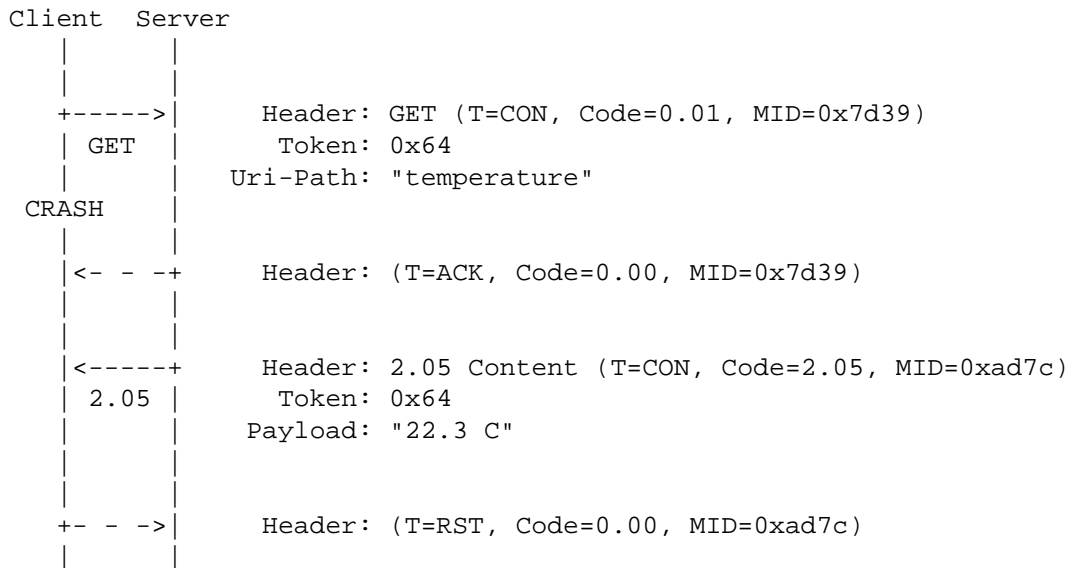 Client  Server
   |      |
   |      |
   +----->|     Header: GET (T=CON, Code=0.01, MID=0x7d39)
   | GET  |      Token: 0x64
   |      |   Uri-Path: "temperature"
 CRASH    |
   |      |
   |<- - -+     Header: (T=ACK, Code=0.00, MID=0x7d39)
   |      |
   |      |
   |<-----+     Header: 2.05 Content (T=CON, Code=2.05, MID=0xad7c)
   | 2.05 |      Token: 0x64
   |      |    Payload: "22.3 C"
   |      |
   |      |
   +- - ->|     Header: (T=RST, Code=0.00, MID=0xad7c)
   |      |